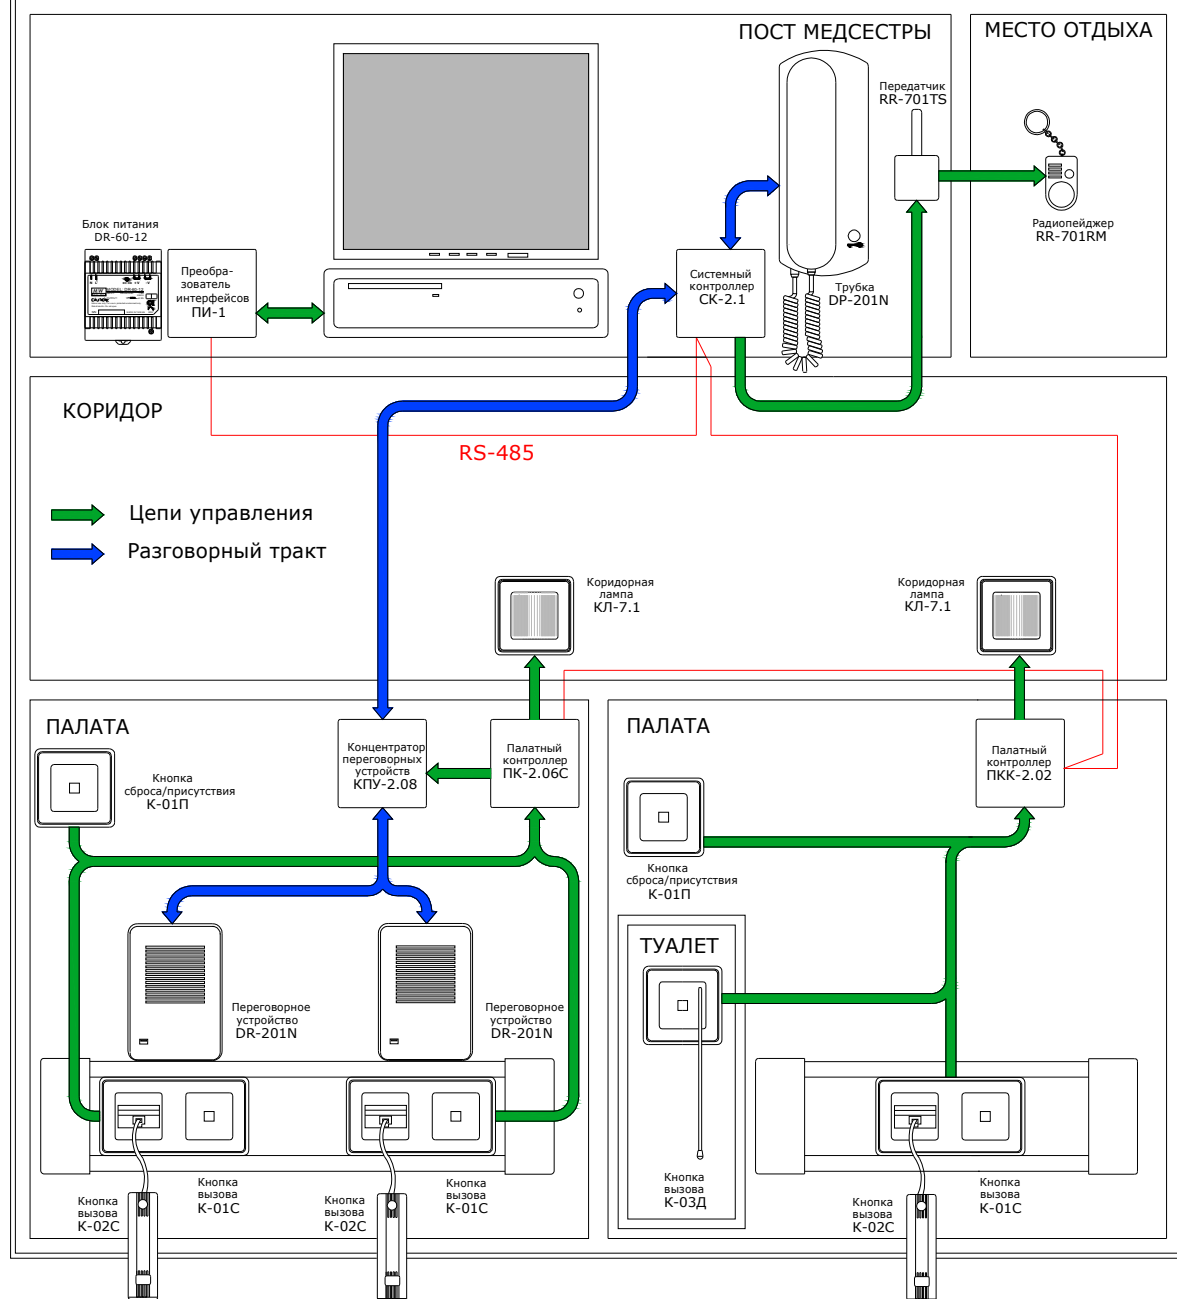 ПОСТ МЕДСЕСТРЫ
МЕСТО ОТДЫХА
Передатчик
RR-701TS
Радиопейджер
RR-701RM
Блок питания
DR-60-12
Преобра-
зователь
интерфейсов
ПИ-1
Системный
контроллер
СК-2.1
Трубка
DP-201N
КОРИДОР
RS-485
Цепи управления
Разговорный тракт
Коридорная
лампа
КЛ-7.1
Коридорная
лампа
КЛ-7.1
ПАЛАТА
Кнопка
сброса/присутствия
К-01П
Концентратор
переговорных
устройств
КПУ-2.08
Палатный
контроллер
ПК-2.06С
Переговорное
устройство
DR-201N
Переговорное
устройство
DR-201N
Кнопка
вызова
К-02С
Кнопка
вызова
К-01С
Кнопка
вызова
К-02С
Кнопка
вызова
К-01С
ПАЛАТА
Палатный
контроллер
ПКК-2.02
Кнопка
сброса/присутствия
К-01П
ТУАЛЕТ
Кнопка
вызова
К-03Д
Кнопка
вызова
К-02С
Кнопка
вызова
К-01С